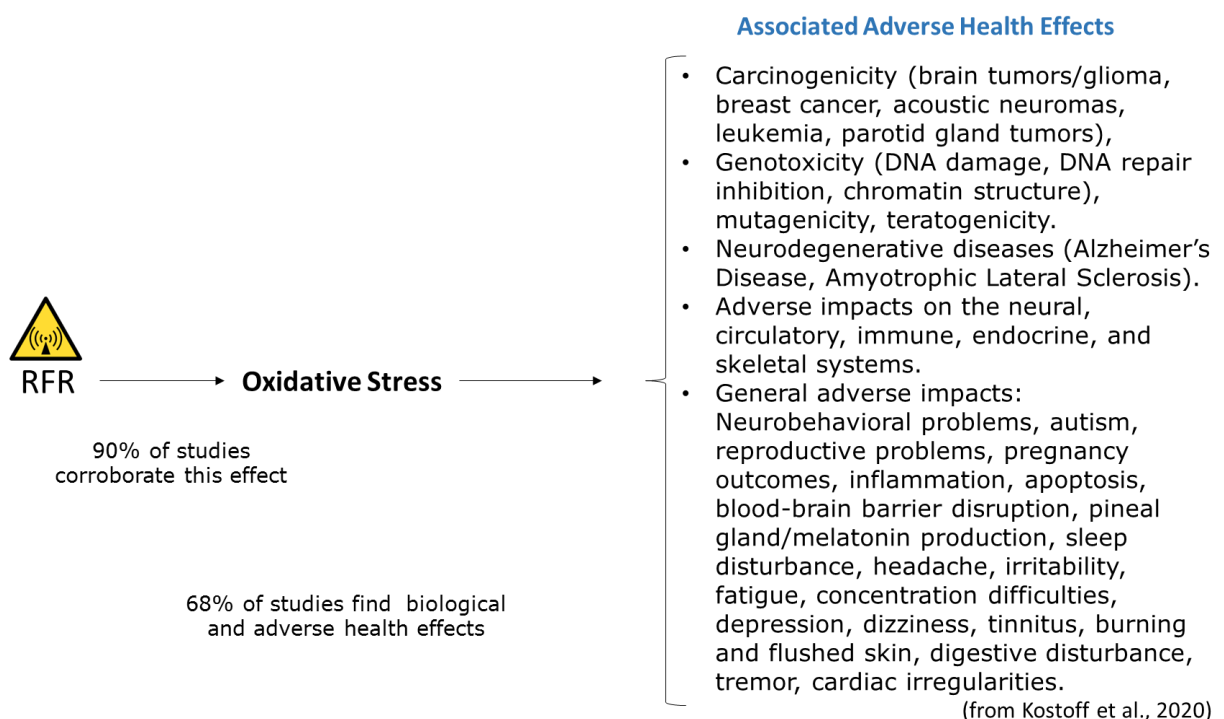 Associated Adverse Health Effects
• Carcinogenicity (brain tumors/glioma,
breast cancer, acoustic neuromas,
leukemia, parotid gland tumors),
• Genotoxicity (DNA damage, DNA repair
inhibition, chromatin structure),
mutagenicity, teratogenicity.
• Neurodegenerative diseases (Alzheimer's
Disease, Amyotrophic Lateral Sclerosis).
• Adverse impacts on the neural,
circulatory, immune, endocrine, and
skeletal systems.
• General adverse impacts:
Neurobehavioral problems, autism,
reproductive problems, pregnancy
outcomes, inflammation, apoptosis,
blood-brain barrier disruption, pineal
gland/melatonin production, sleep
disturbance, headache, irritability,
fatigue, concentration difficulties,
depression, dizziness, tinnitus, burning
and flushed skin, digestive disturbance,
tremor, cardiac irregularities.
(from Kostoff et al., 2020)
RFR
Oxidative Stress
90% of studies
corroborate this effect
68% of studies find biological
and adverse health effects